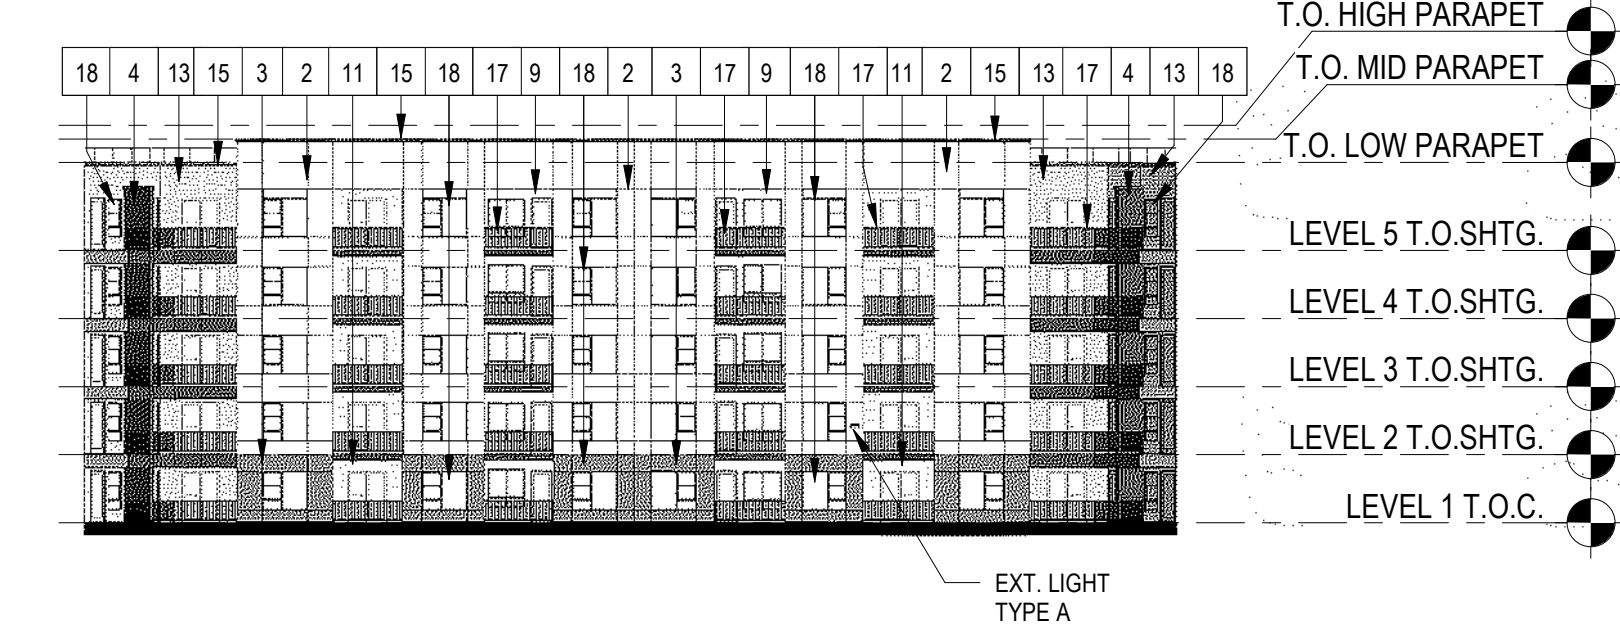 T.O. HIGH PARAPET
18 4 13 15 3 2 11 15 18 17 9 18 2 3 17 9 18 17 11 2 15 13 17 4 13 18
T.O. MID PARAPET
T.O. LOW PARAPET
LEVEL 5 T.O.SHTG.
LEVEL 4 T.O.SHTG.
LEVEL 3 T.O.SHTG.
LEVEL 2 T.O.SHTG.
LEVEL 1 T.O.C.
EXT. LIGHT
TYPE A